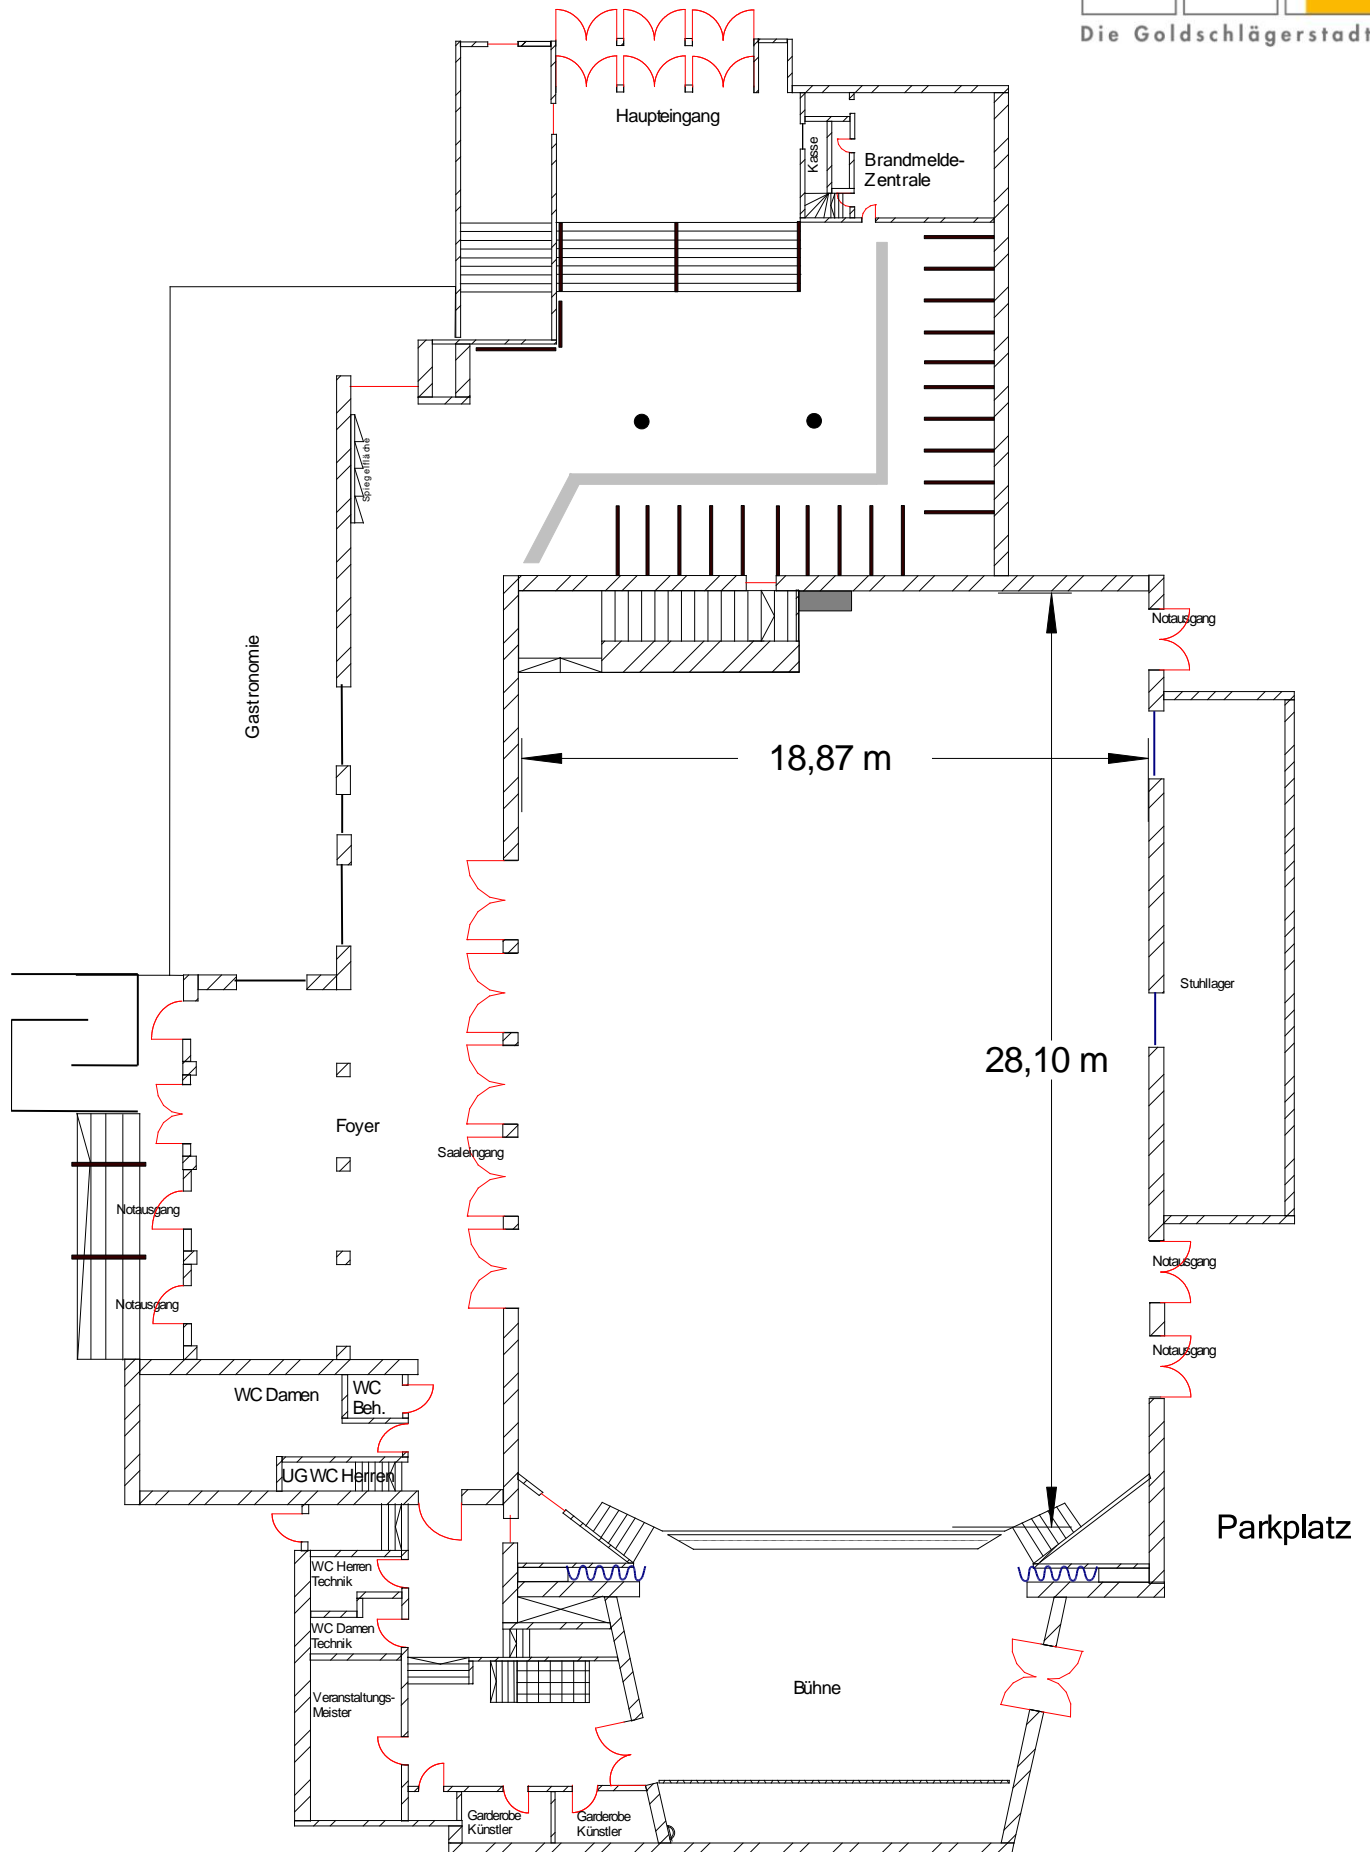 Die Goldschlägerstadt
Haupteingang
Kasse
Brandmelde-
Zentrale
Spiegelfläche
Gastronomie
Notausgang
18,87 m
Stuhllager
28,10 m
Foyer
Saaleingang
Notausgang
Notausgang
Notausgang
Notausgang
WC Damen
WC
Beh.
UG WC Herren
Parkplatz
WC Herren
Technik
WC Damen
Technik
Veranstaltungs-
Meister
Bühne
Garderobe
Künstler
Garderobe
Künstler